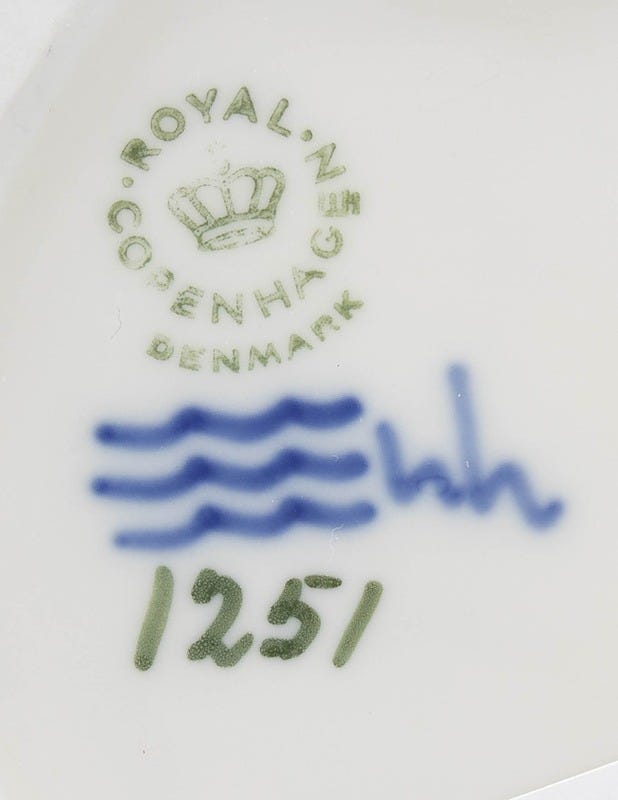 ROYAL
COPENHAGEN
DENMARK
1251